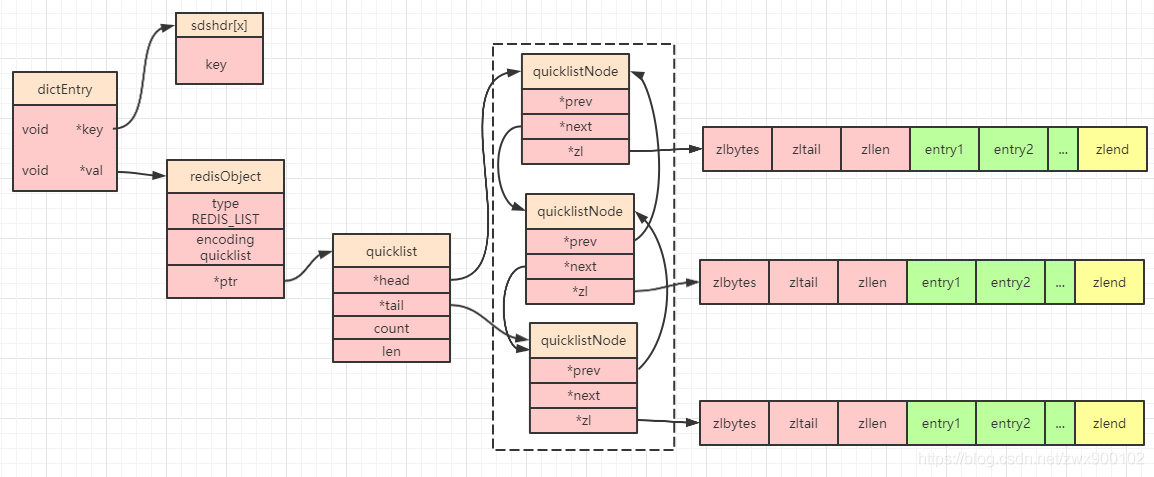 sdshdr[x]
key
dictEntry
void *key
void *val
redisObject
type
REDIS_LIST
encoding
quicklist
*ptr
quicklist
*head
*tail
count
len
quicklistNode
*prev
*next
*zl
zlbytes zltail zllen entry1 entry2 ... zlend
quicklistNode
*prev
*next
*zl
zlbytes zltail zllen entry1 entry2 ... zlend
quicklistNode
*prev
*next
*zl
zlbytes zltail zllen entry1 entry2 ... zlend
https://blog.csdn.net/zwx900102